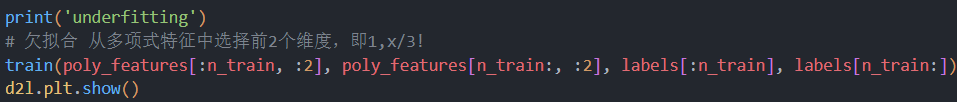 print('underfitting')
# 欠拟合 从多项式特征中选择前2个维度，即1,x/3!
train(poly_features[:n_train, :2], poly_features[n_train:, :2], labels[:n_train], labels[n_train:])
d2l.plt.show()